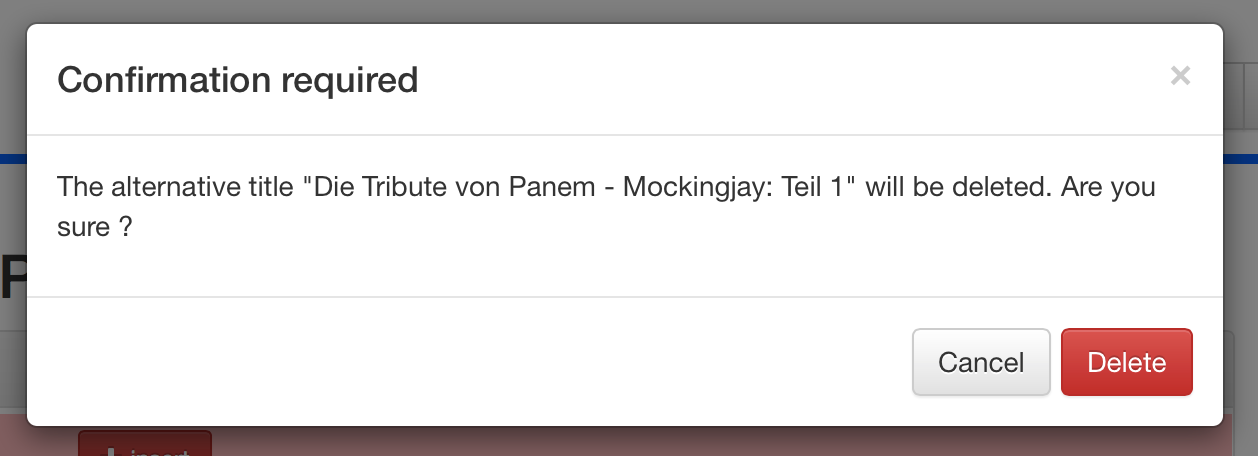 Confirmation required
×
The alternative title "Die Tribute von Panem - Mockingjay: Teil 1" will be deleted. Are you
sure ?
P
Cancel
Delete
insert